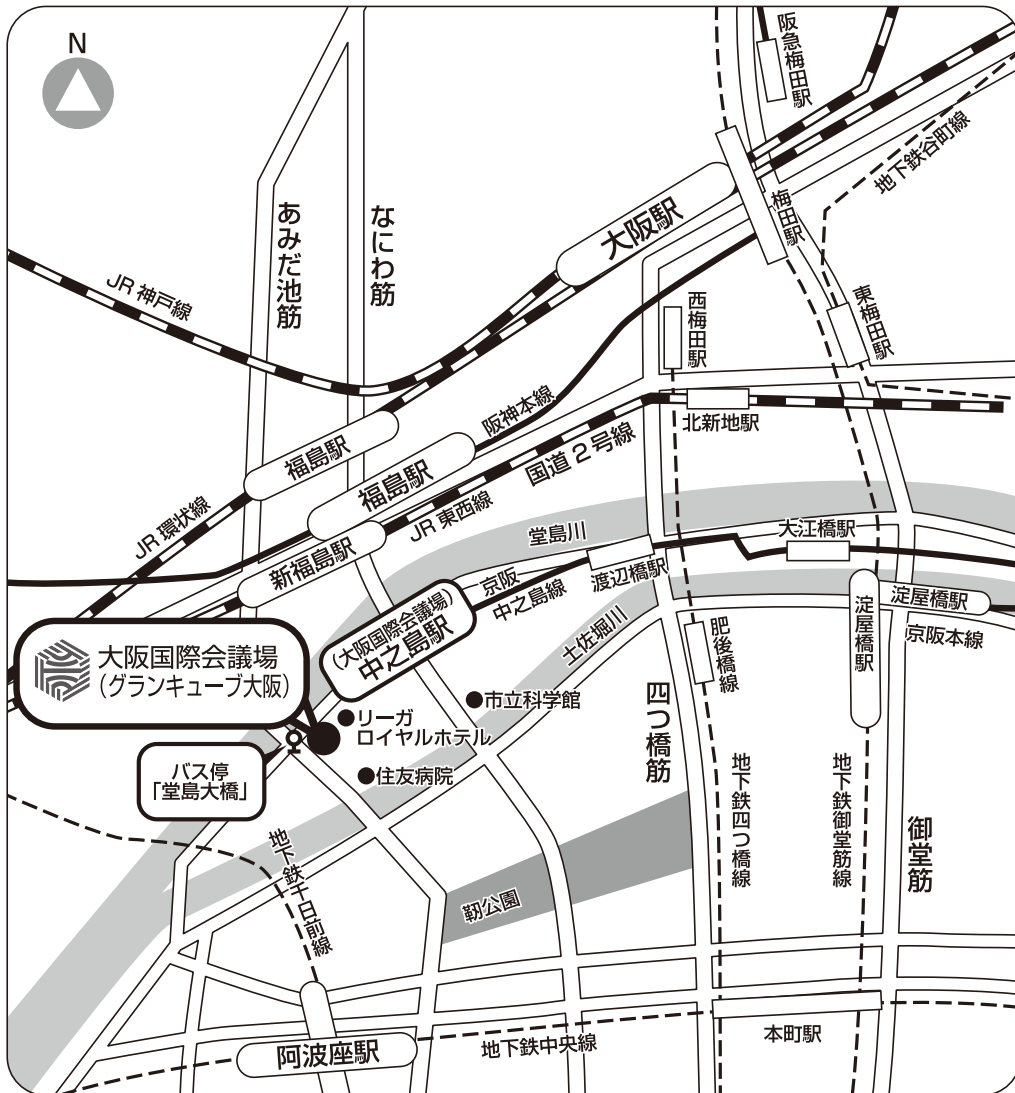 N
阪急梅田駅
地下鉄谷町線
大阪駅
梅田駅
あみだ池筋
なにわ筋
JR 神戸線
西梅田駅
東梅田駅
阪神本線
北新地駅
福島駅
福島駅
国道2号線
JR 環状線
JR 東西線
新福島駅
堂島川
大江橋駅
渡辺橋駅
京阪
中之島線
淀屋橋駅
淀屋橋駅
京阪本線
(大阪国際会議場)
中之島駅
土佐堀川
肥後橋線
大阪国際会議場
(グランキューブ大阪)
市立科学館
リーガ
ロイヤルホテル
四つ橋筋
バス停
「堂島大橋」
住友病院
地下鉄四つ橋線
地下鉄御堂筋線
御堂筋
地下鉄千日前線
靭公園
阿波座駅
地下鉄中央線
本町駅